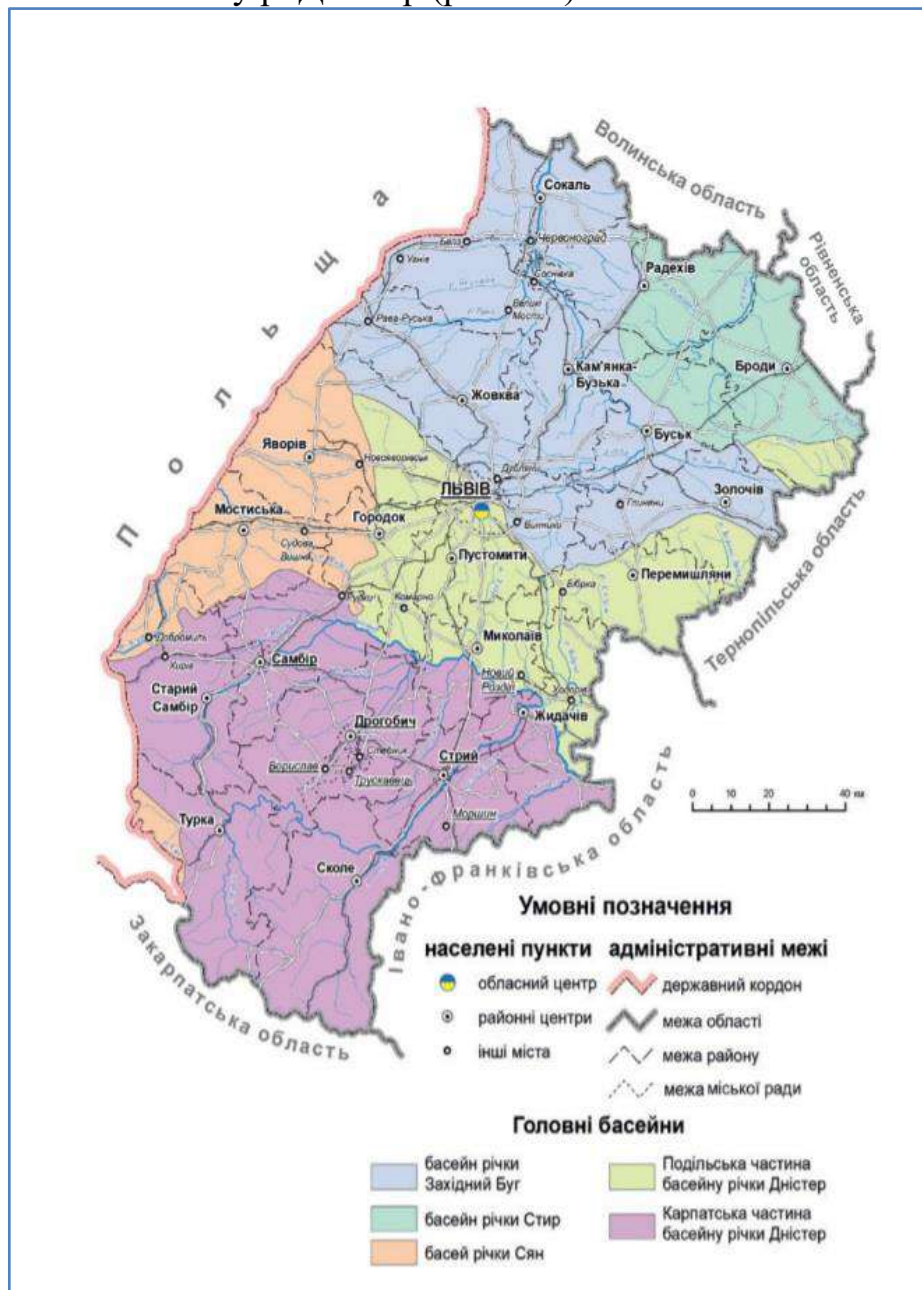 Волинська область
Рівненська
область
Польща
Сокаль
Белз
Червоноград
Угнів
Соснівка
Радехів
Великі
Мости
Рава-Руська
Кам'янка-
Бузька
Броди
Жовква
Буськ
Яворів
Новояворівськ
Дубляни
ЛЬВІВ
Глиняни
Золочів
Мостиська
Городок
Судова
Вишня
Винники
Пустомити
Бібрка
Перемишляни
Рудки
Комарно
Тернопільська область
Добромиль
Миколаїв
Хирів
Самбір
Новий
Розділ
Ходорів
Старий
Самбір
Жидачів
Дрогобич
Стебник
Стрий
Борислав
Трускавець
Моршин
Турка
Сколе
0 10 20 40 км
Івано-Франківська область
Закарпатська область
Умовні позначення
населені пункти адміністративні межі
обласний центр державний кордон
районні центри межа області
інші міста межа району
межа міської ради
Головні басейни
басейн річки
Західний Буг
Подільська частина
басейну річки Дністер
басейн річки Стир
Карпатська частина
басейну річки Дністер
басей річки Сян